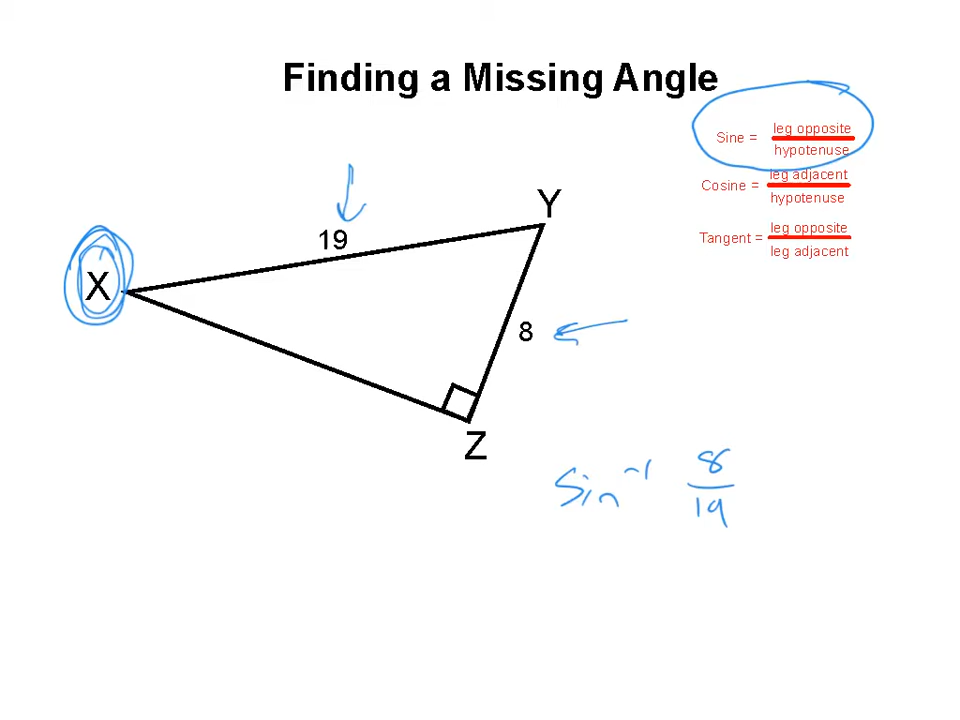 Finding a Missing Angle
Sine = leg opposite
hypotenuse
Cosine = leg adjacent
hypotenuse
Tangent = leg opposite
leg adjacent
Y
19
X
8
Z
Sin⁻¹ 8
19